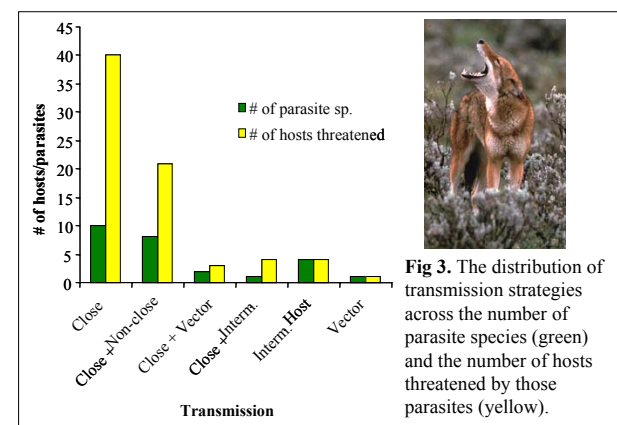 45
40
35
30
25
20
15
10
5
0
# of hosts/parasites
# of parasite sp.
# of hosts threatened
Close
Close +Non-close
Close + Vector
Close +Interm.
Interm. Host
Vector
Transmission
Fig 3. The distribution of
transmission strategies
across the number of
parasite species (green)
and the number of hosts
threatened by those
parasites (yellow).